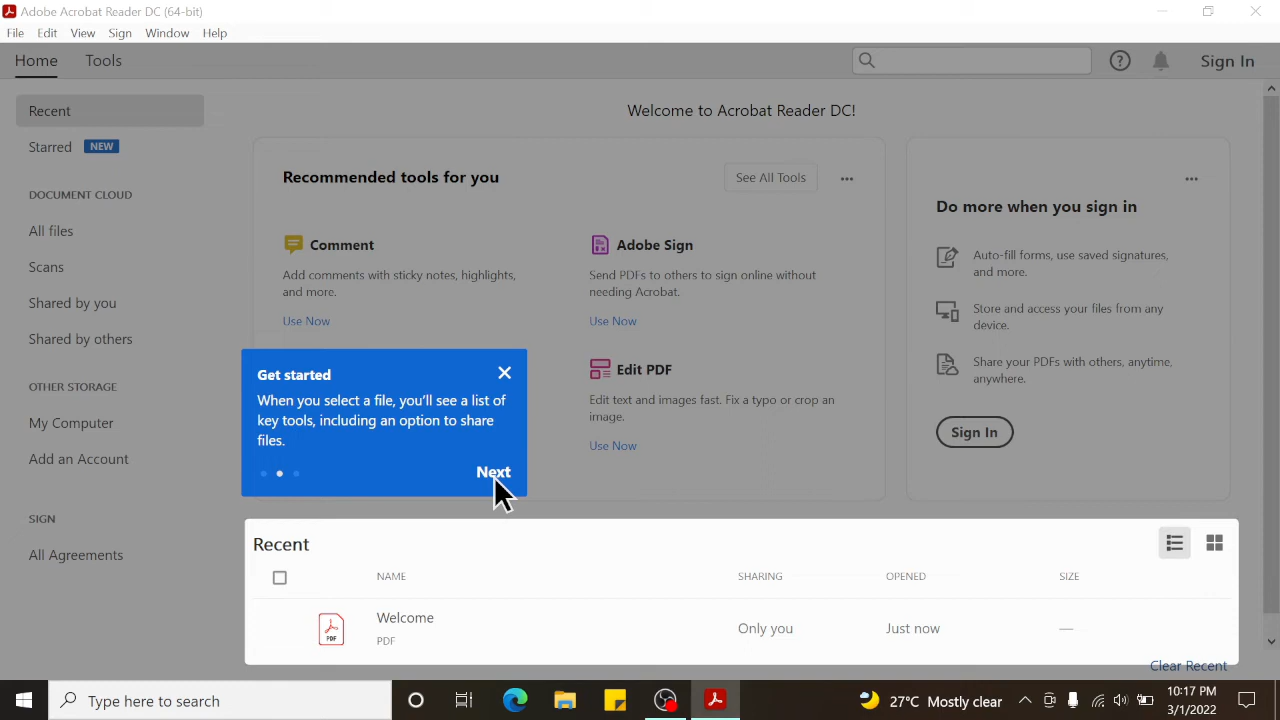 Adobe Acrobat Reader DC (64-bit)
File Edit View Sign Window Help
Home Tools
Sign In
Recent
Starred NEW
DOCUMENT CLOUD
All files
Scans
Shared by you
Shared by others
OTHER STORAGE
My Computer
Add an Account
SIGN
All Agreements
Welcome to Acrobat Reader DC!
Recommended tools for you
See All Tools
Comment
Add comments with sticky notes, highlights,
and more.
Use Now
Adobe Sign
Send PDFs to others to sign online without
needing Acrobat.
Use Now
Edit PDF
Edit text and images fast. Fix a typo or crop an
image.
Use Now
Do more when you sign in
Auto-fill forms, use saved signatures,
and more.
Store and access your files from any
device.
Share your PDFs with others, anytime,
anywhere.
Sign In
Get started
When you select a file, you'll see a list of
key tools, including an option to share
files.
Next
Recent
NAME SHARING OPENED SIZE
Welcome
PDF
Only you Just now —
Clear Recent
Type here to search
27°C Mostly clear
10:17 PM
3/1/2022